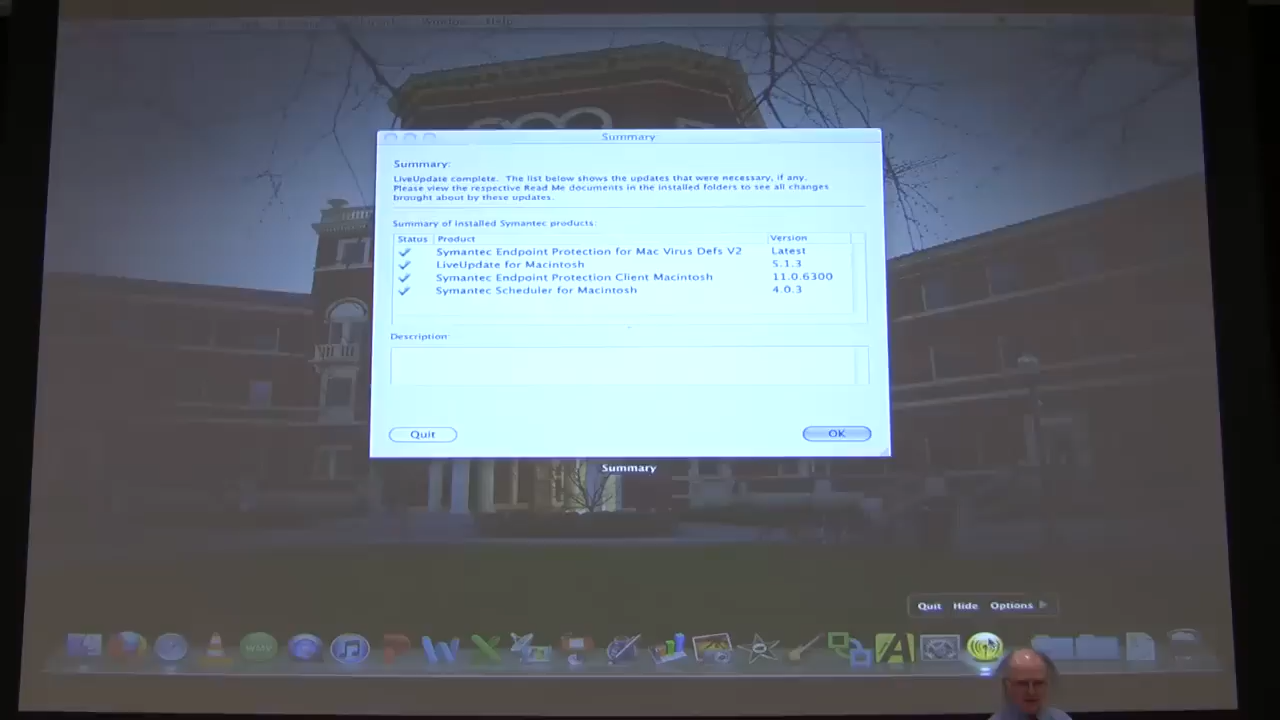 Window Help
Summary
Summary:
LiveUpdate complete. The list below shows the updates that were necessary, if any.
Please view the respective Read Me documents in the installed folders to see all changes
brought about by these updates.
Summary of installed Symantec products:
Status Product Version
Symantec Endpoint Protection for Mac Virus Defs V2 Latest
LiveUpdate for Macintosh 5.1.3
Symantec Endpoint Protection Client Macintosh 11.0.6300
Symantec Scheduler for Macintosh 4.0.3
Description:
Quit OK
Summary
Quit Hide Options